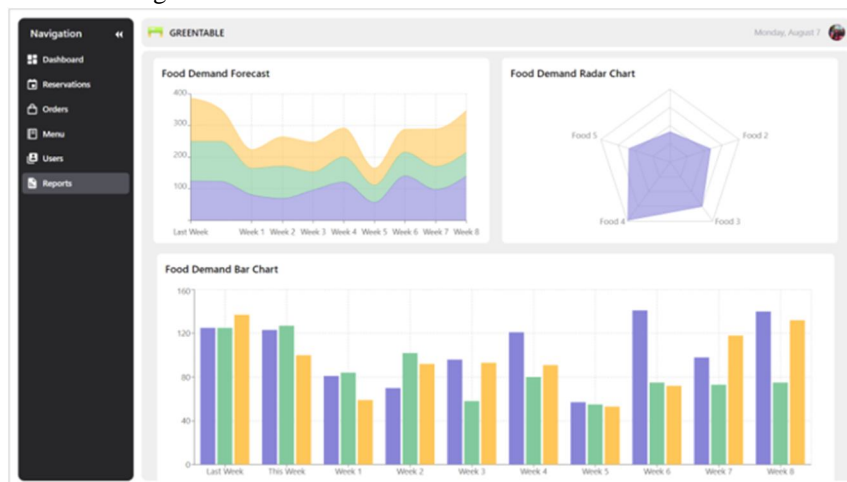 Navigation
GREENTABLE
Monday, August 7
Dashboard
Reservations
Orders
Menu
Users
Reports
Food Demand Forecast
400
300
200
100
Last Week Week 1 Week 2 Week 3 Week 4 Week 5 Week 6 Week 7 Week 8
Food Demand Radar Chart
Food 5
Food 2
Food 4
Food 3
Food Demand Bar Chart
160
120
80
40
0
Last Week This Week Week 1 Week 2 Week 3 Week 4 Week 5 Week 6 Week 7 Week 8